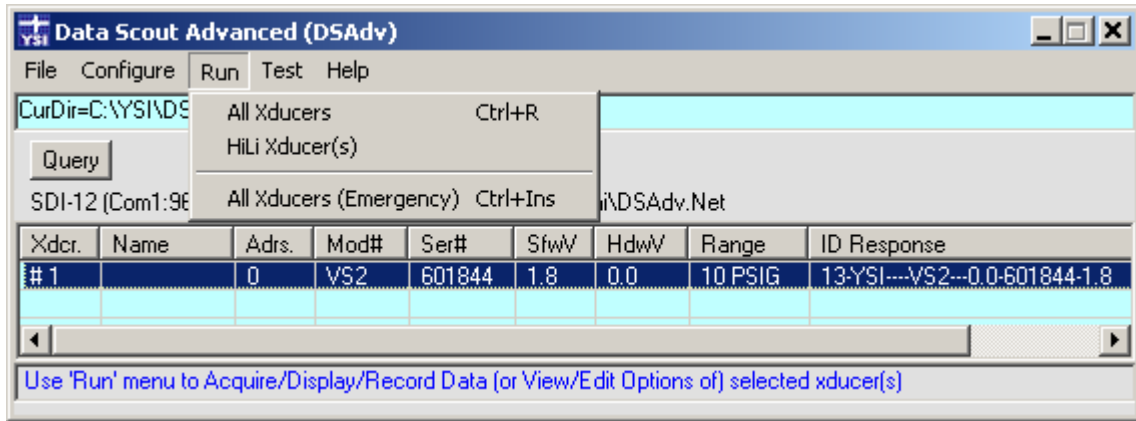 YSI Data Scout Advanced (DSAdv)
File Configure Run Test Help
CurDir=C:\YSI\DS
All Xducers Ctrl+R
HiLi Xducer(s)
All Xducers (Emergency) Ctrl+Ins
Query
SDI-12 (Com1:96 i\DSAdv.Net
Xdcr. Name Adrs. Mod# Ser# SfwV HdwV Range ID Response
# 1 0 VS2 601844 1.8 0.0 10 PSIG 13-YSI----VS2---0.0-601844-1.8
Use 'Run' menu to Acquire/Display/Record Data (or View/Edit Options of) selected xducer(s)